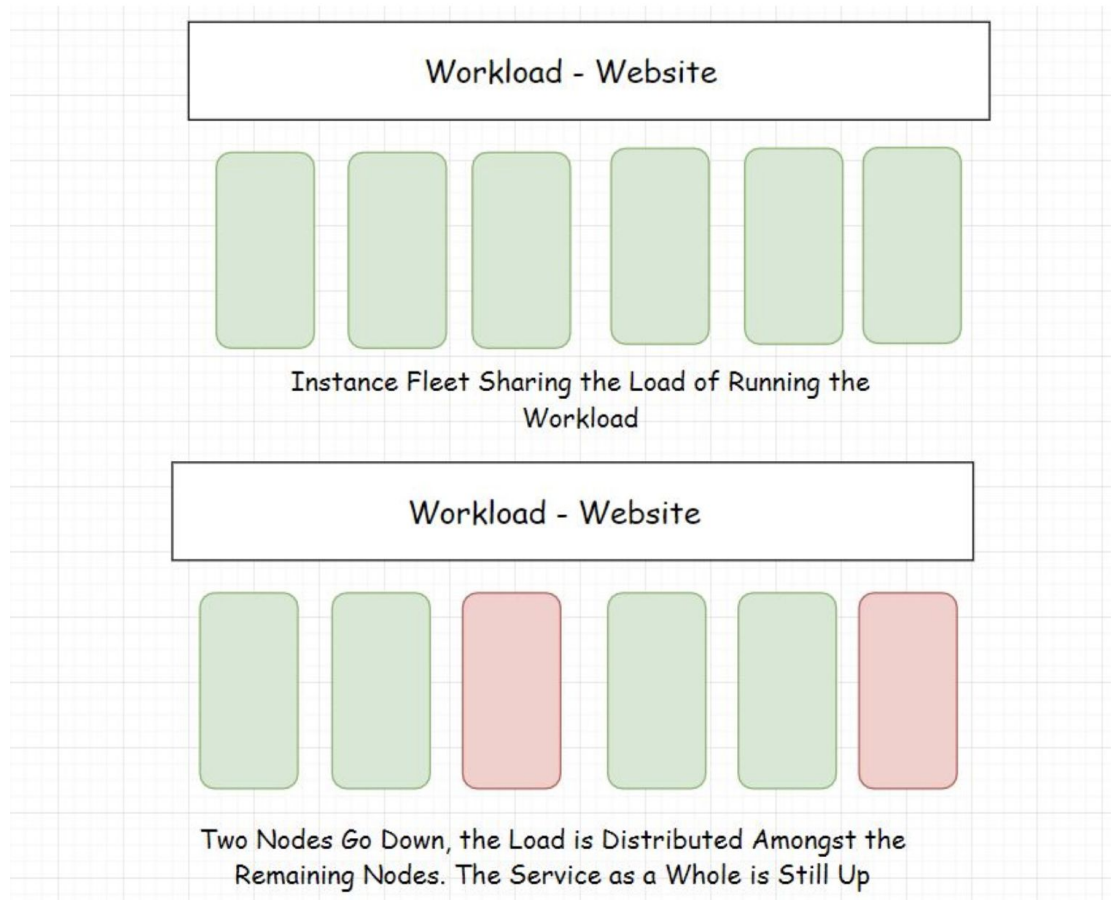 Workload - Website
Instance Fleet Sharing the Load of Running the
Workload
Workload - Website
Two Nodes Go Down, the Load is Distributed Amongst the
Remaining Nodes. The Service as a Whole is Still Up